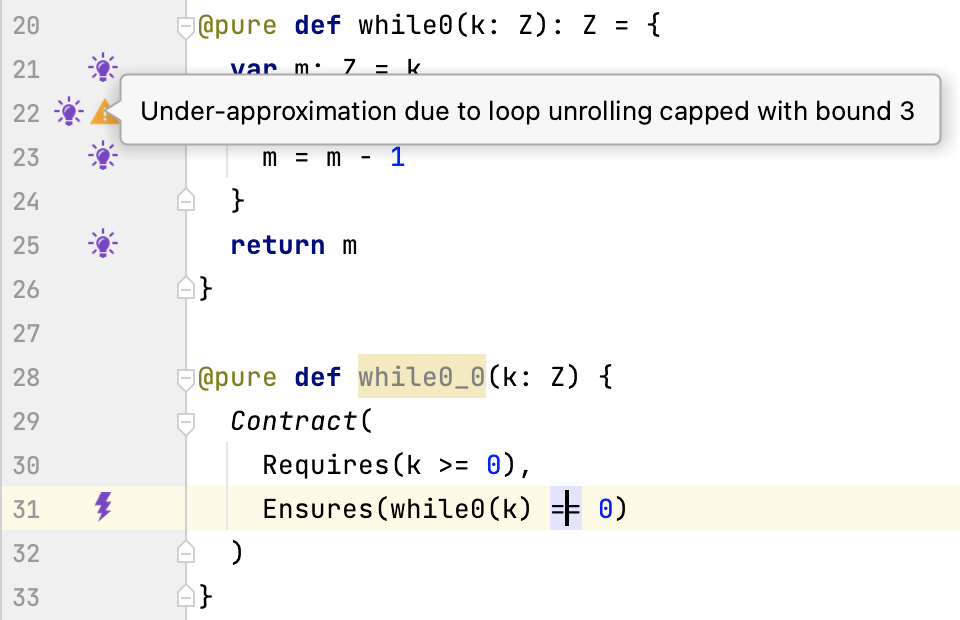 20 @pure def while0(k: Z): Z = {
21 var m: Z = k
22 Under-approximation due to loop unrolling capped with bound 3
23 m = m - 1
24 }
25 return m
26 }
27
28 @pure def while0_0(k: Z) {
29 Contract(
30 Requires(k >= 0),
31 Ensures(while0(k) == 0)
32 )
33 }